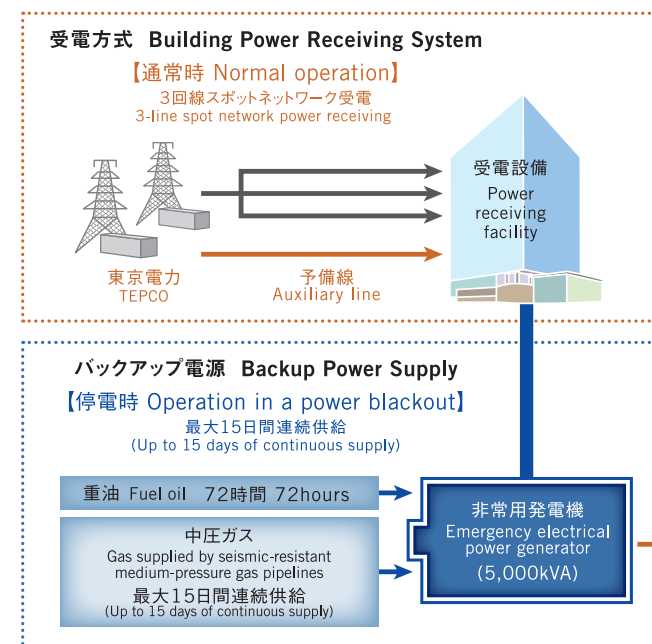 受電方式 Building Power Receiving System
【通常時 Normal operation】
3回線スポットネットワーク受電
3-line spot network power receiving
受電設備
Power
receiving
facility
東京電力
TEPCO
予備線
Auxiliary line
バックアップ電源 Backup Power Supply
【停電時 Operation in a power blackout】
最大15日間連続供給
(Up to 15 days of continuous supply)
重油 Fuel oil 72時間 72hours
中圧ガス
Gas supplied by seismic-resistant
medium-pressure gas pipelines
最大15日間連続供給
(Up to 15 days of continuous supply)
非常用発電機
Emergency electrical
power generator
(5,000kVA)